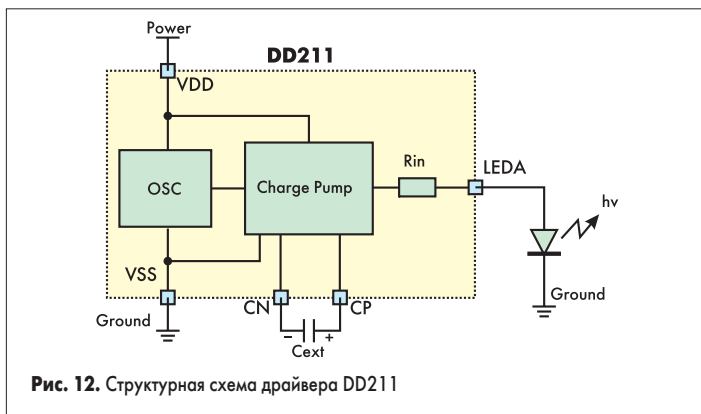 Power
DD211
VDD
OSC
Charge Pump
Rin
LEDA
hv
VSS
Ground
CN
CP
Ground
– +
Cext
Рис. 12. Структурная схема драйвера DD211